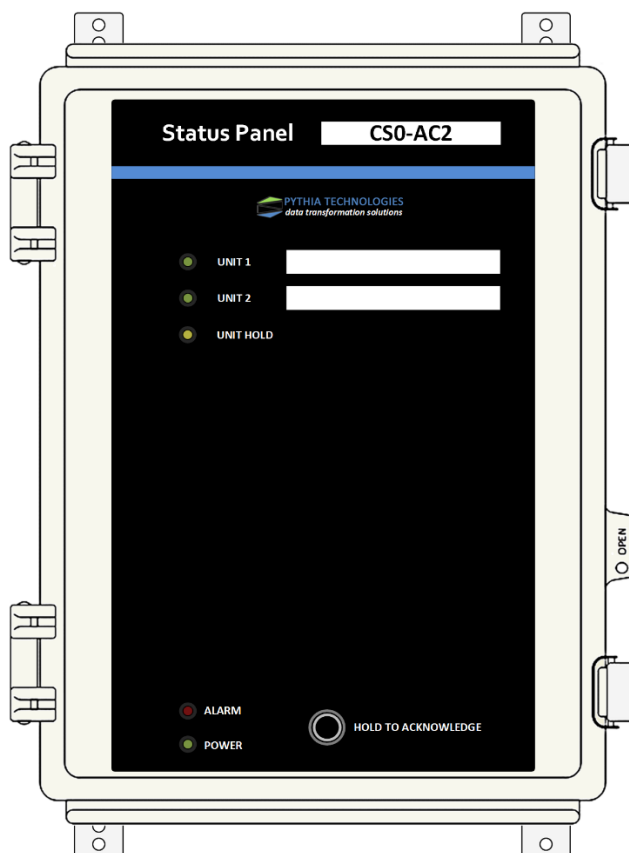 Status Panel CS0-AC2
PYTHIA TECHNOLOGIES
data transformation solutions
UNIT 1
UNIT 2
UNIT HOLD
OPEN
ALARM
HOLD TO ACKNOWLEDGE
POWER